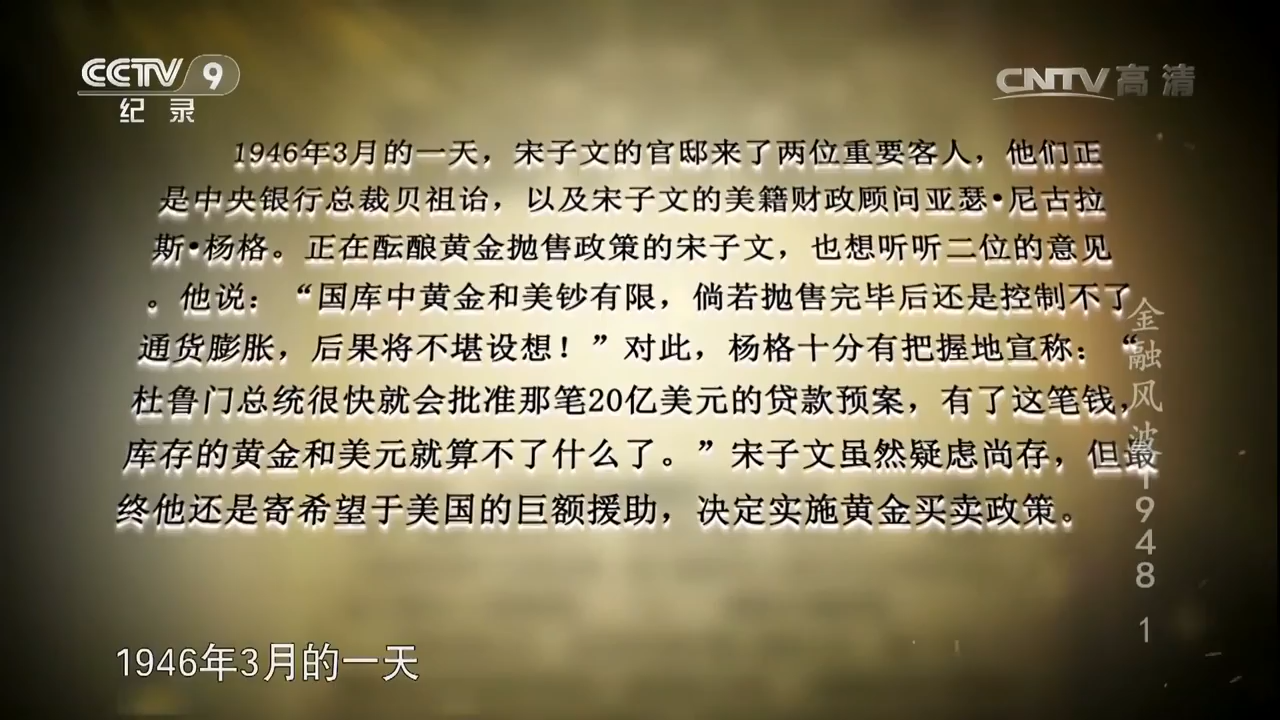 CCTV 9
纪录
CNTV高清
1946年3月的一天，宋子文的官邸来了两位重要客人，他们正
是中央银行总裁贝祖诒，以及宋子文的美籍财政顾问亚瑟•尼古拉
斯•杨格。正在酝酿黄金抛售政策的宋子文，也想听听二位的意见
。他说：“国库中黄金和美钞有限，倘若抛售完毕后还是控制不了
通货膨胀，后果将不堪设想！”对此，杨格十分有把握地宣称：“
杜鲁门总统很快就会批准那笔20亿美元的贷款预案，有了这笔钱，
库存的黄金和美元就算不了什么了。”宋子文虽然疑虑尚存，但最
终他还是寄希望于美国的巨额援助，决定实施黄金买卖政策。
金融风波1948 1
1946年3月的一天